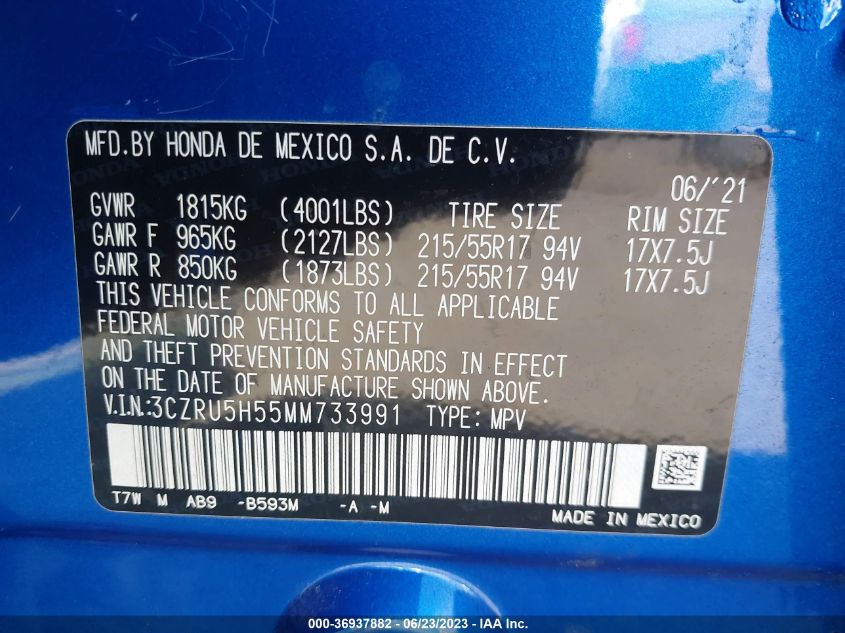 MFD.BY HONDA DE MEXICO S.A. DE C.V.
06/'21
GVWR 1815KG (4001LBS) TIRE SIZE RIM SIZE
GAWR F 965KG (2127LBS) 215/55R17 94V 17X7.5J
GAWR R 850KG (1873LBS) 215/55R17 94V 17X7.5J
THIS VEHICLE CONFORMS TO ALL APPLICABLE
FEDERAL MOTOR VEHICLE SAFETY
AND THEFT PREVENTION STANDARDS IN EFFECT
ON THE DATE OF MANUFACTURE SHOWN ABOVE.
V.I.N:3CZRU5H55MM733991 TYPE: MPV
T7W M AB9 -B593M -A -M
MADE IN MEXICO
000-36937882 - 06/23/2023 - IAA Inc.